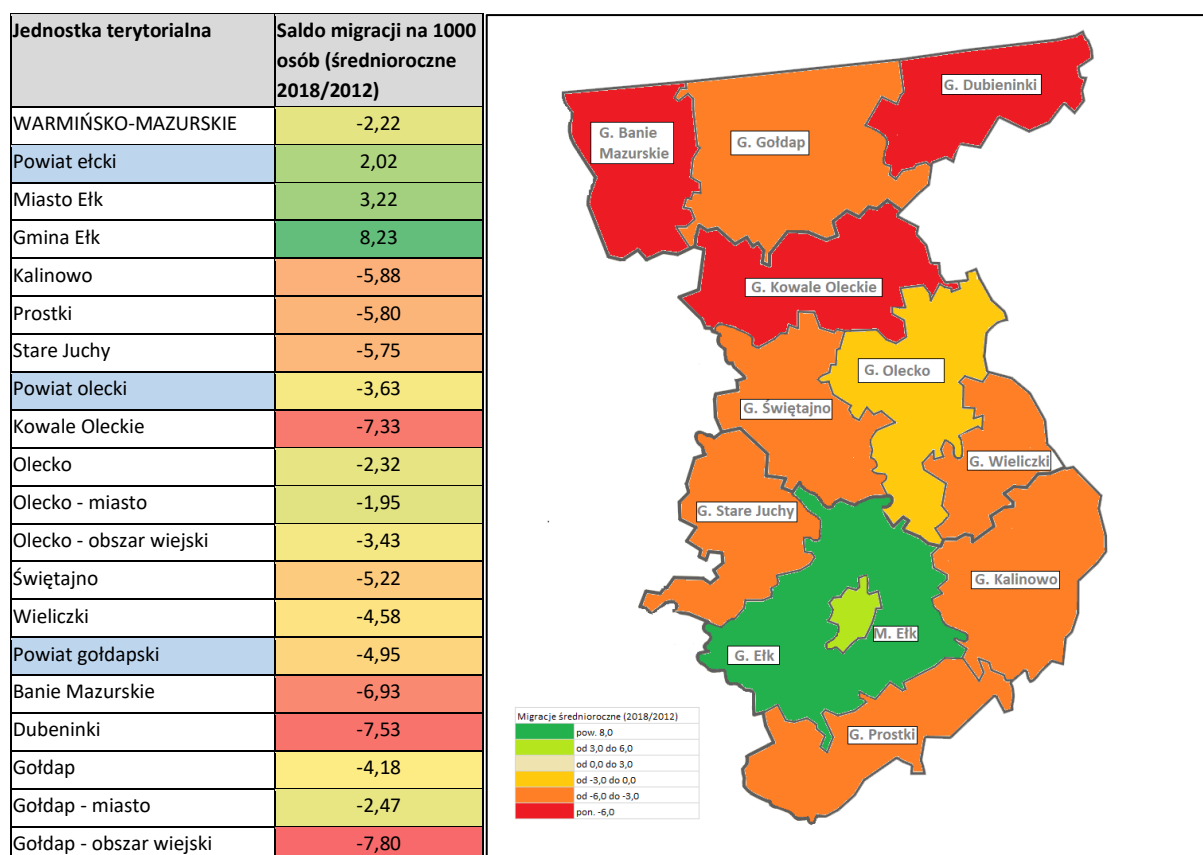 Jednostka terytorialna
Saldo migracji na 1000
osób (średnioroczne
2018/2012)
WARMIŃSKO-MAZURSKIE -2,22
Powiat ełcki 2,02
Miasto Ełk 3,22
Gmina Ełk 8,23
Kalinowo -5,88
Prostki -5,80
Stare Juchy -5,75
Powiat olecki -3,63
Kowale Oleckie -7,33
Olecko -2,32
Olecko - miasto -1,95
Olecko - obszar wiejski -3,43
Świętajno -5,22
Wieliczki -4,58
Powiat gołdapski -4,95
Banie Mazurskie -6,93
Dubeninki -7,53
Gołdap -4,18
Gołdap - miasto -2,47
Gołdap - obszar wiejski -7,80
G. Dubieninki
G. Banie
Mazurskie
G. Gołdap
G. Kowale Oleckie
G. Olecko
G. Świętajno
G. Wieliczki
G. Stare Juchy
G. Kalinowo
M. Ełk
G. Ełk
G. Prostki
Migracje średnioroczne (2018/2012)
pow. 8,0
od 3,0 do 6,0
od 0,0 do 3,0
od -3,0 do 0,0
od -6,0 do -3,0
pon. -6,0